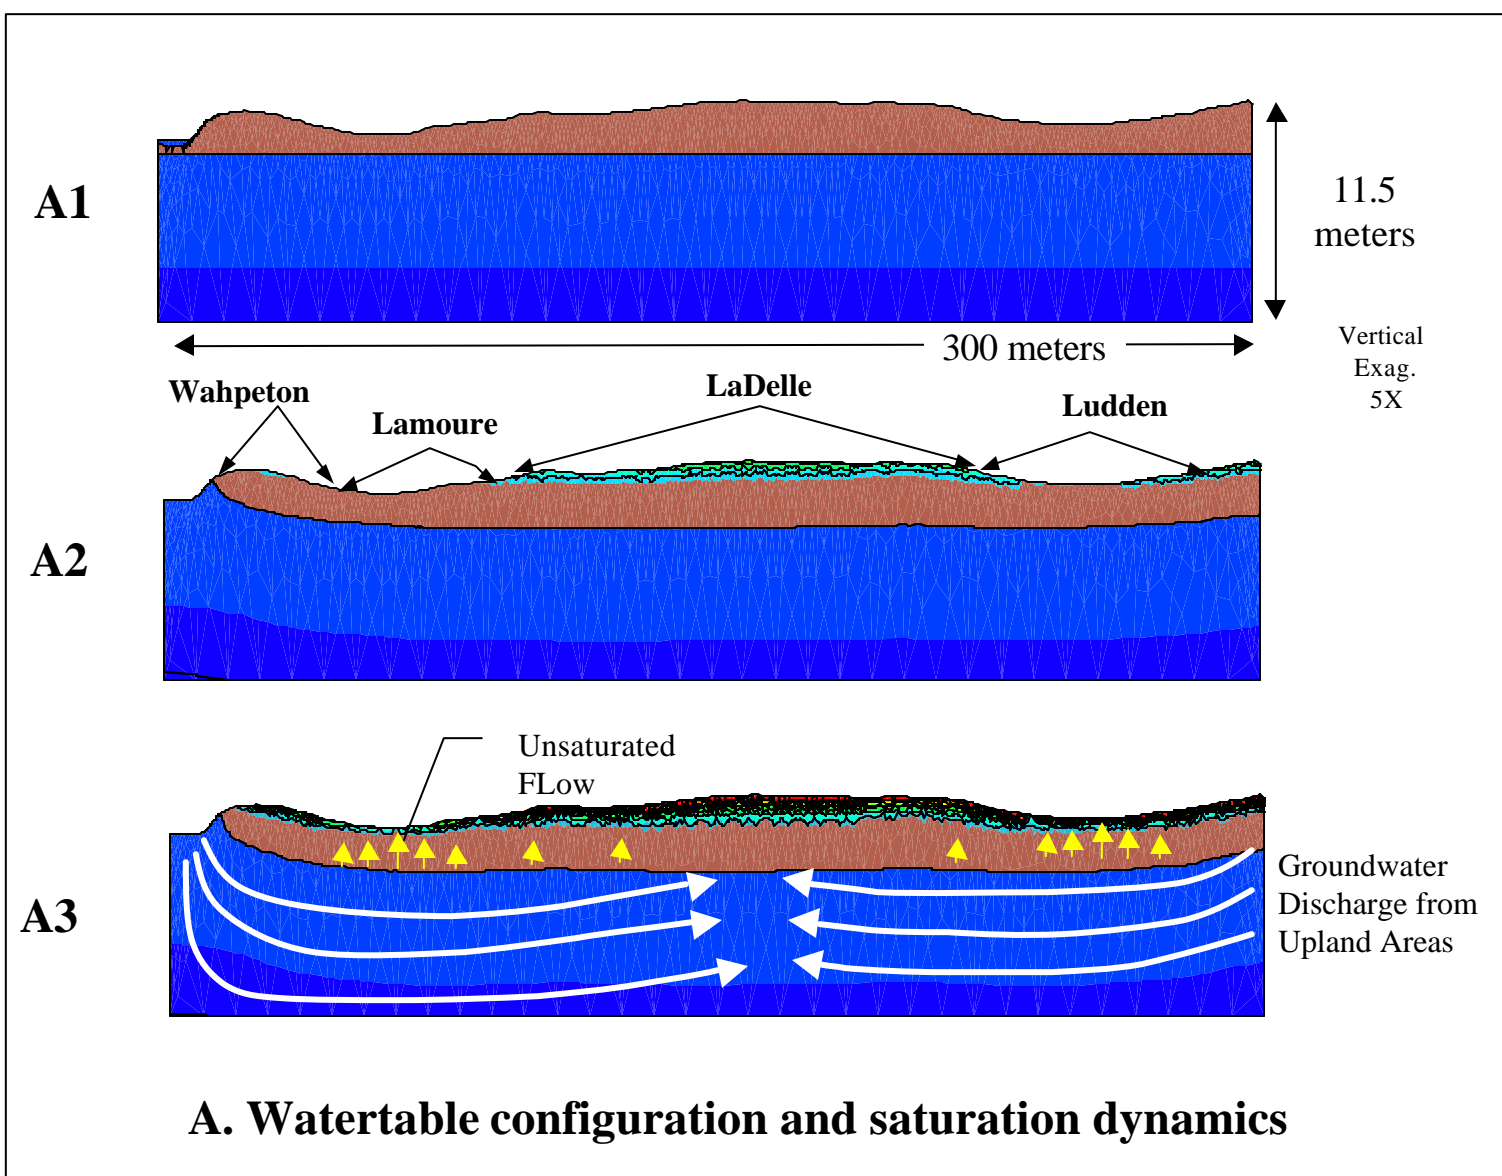 A1
11.5
meters
300 meters
Vertical
Exag.
5X
Wahpeton
Lamoure
LaDelle
Ludden
A2
Unsaturated
FLow
A3
Groundwater
Discharge from
Upland Areas
A. Watertable configuration and saturation dynamics